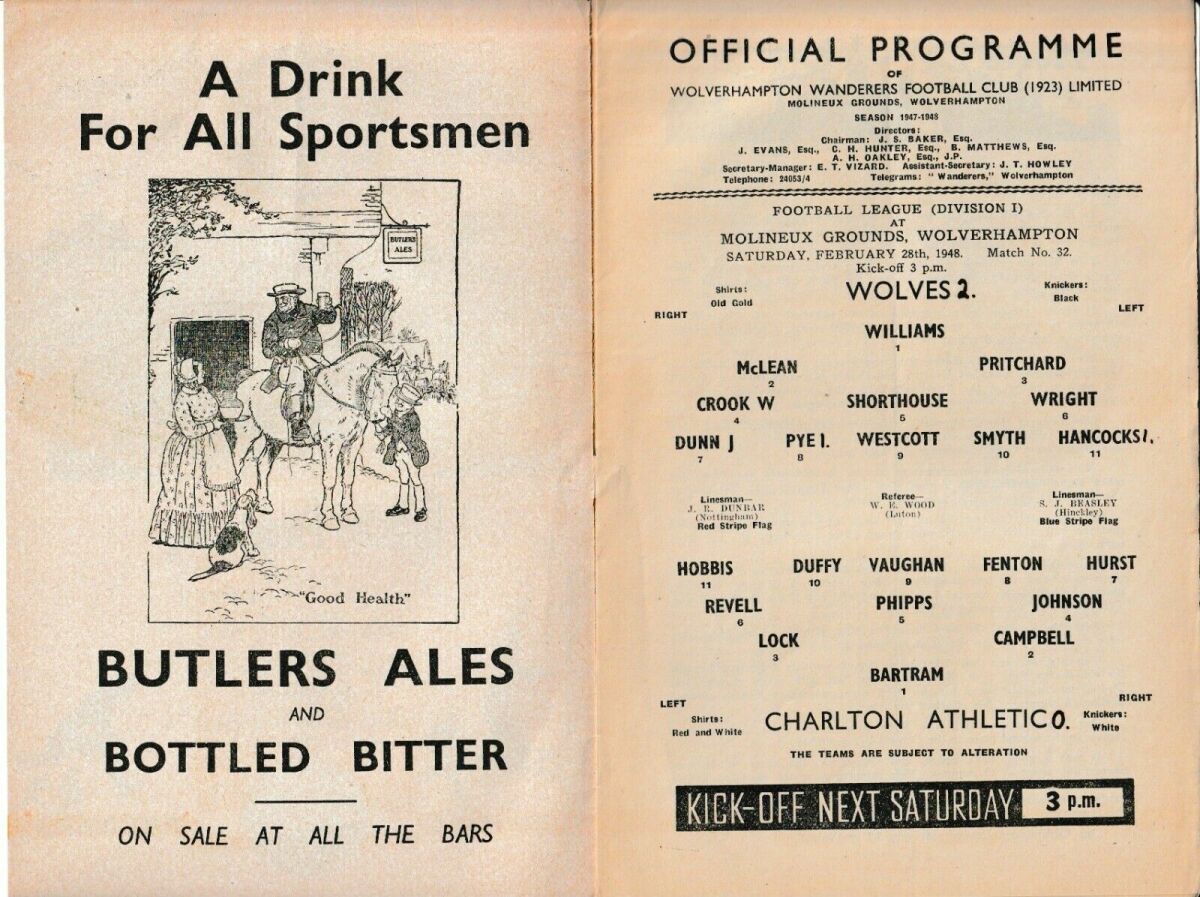 A Drink
For All Sportsmen
BUTLERS
ALES
"Good Health"
BUTLERS ALES
AND
BOTTLED BITTER
ON SALE AT ALL THE BARS
OFFICIAL PROGRAMME
OF
WOLVERHAMPTON WANDERERS FOOTBALL CLUB (1923) LIMITED
MOLINEUX GROUNDS, WOLVERHAMPTON
SEASON 1947-1948
Directors:
Chairman: J. S. BAKER, Esq.
J. EVANS, Esq., C. H. HUNTER, Esq., B. MATTHEWS, Esq.
A. H. OAKLEY, Esq., J.P.
Secretary-Manager: E. T. VIZARD. Assistant-Secretary: J. T. HOWLEY
Telephone: 24053/4 Telegrams: "Wanderers," Wolverhampton
FOOTBALL LEAGUE (DIVISION I)
AT
MOLINEUX GROUNDS, WOLVERHAMPTON
SATURDAY, FEBRUARY 28th, 1948. Match No. 32.
Kick-off 3 p.m.
Shirts: WOLVES 2. Knickers:
Old Gold Black
RIGHT LEFT
WILLIAMS
1
McLEAN PRITCHARD
2 3
CROOK W SHORTHOUSE WRIGHT
4 5 6
DUNN J PYE 1. WESTCOTT SMYTH HANCOCKS 1.
7 8 9 10 11
Linesman— Referee— Linesman—
J. R. DUNBAR W. E. WOOD S. J. BEASLEY
(Nottingham) (Luton) (Hinckley)
Red Stripe Flag Blue Stripe Flag
HOBBIS DUFFY VAUGHAN FENTON HURST
11 10 9 8 7
REVELL PHIPPS JOHNSON
6 5 4
LOCK CAMPBELL
3 2
BARTRAM
1
LEFT RIGHT
Shirts: CHARLTON ATHLETIC 0. Knickers:
Red and White White
THE TEAMS ARE SUBJECT TO ALTERATION
KICK-OFF NEXT SATURDAY 3 p.m.